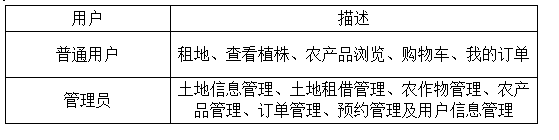 用户 描述
普通用户 租地、查看植株、农产品浏览、购物车、我的订单
管理员 土地信息管理、土地租借管理、农作物管理、农产
品管理、订单管理、预约管理及用户信息管理